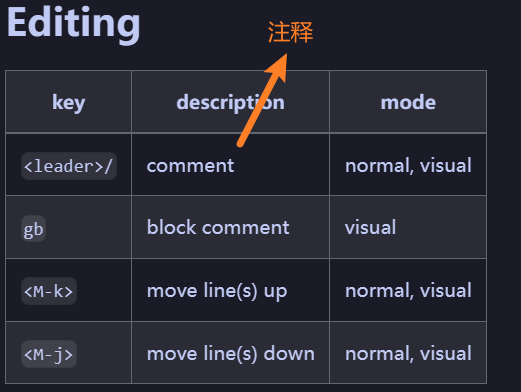 Editing
注释
key description mode
<leader>/ comment normal, visual
gb block comment visual
<M-k> move line(s) up normal, visual
<M-j> move line(s) down normal, visual